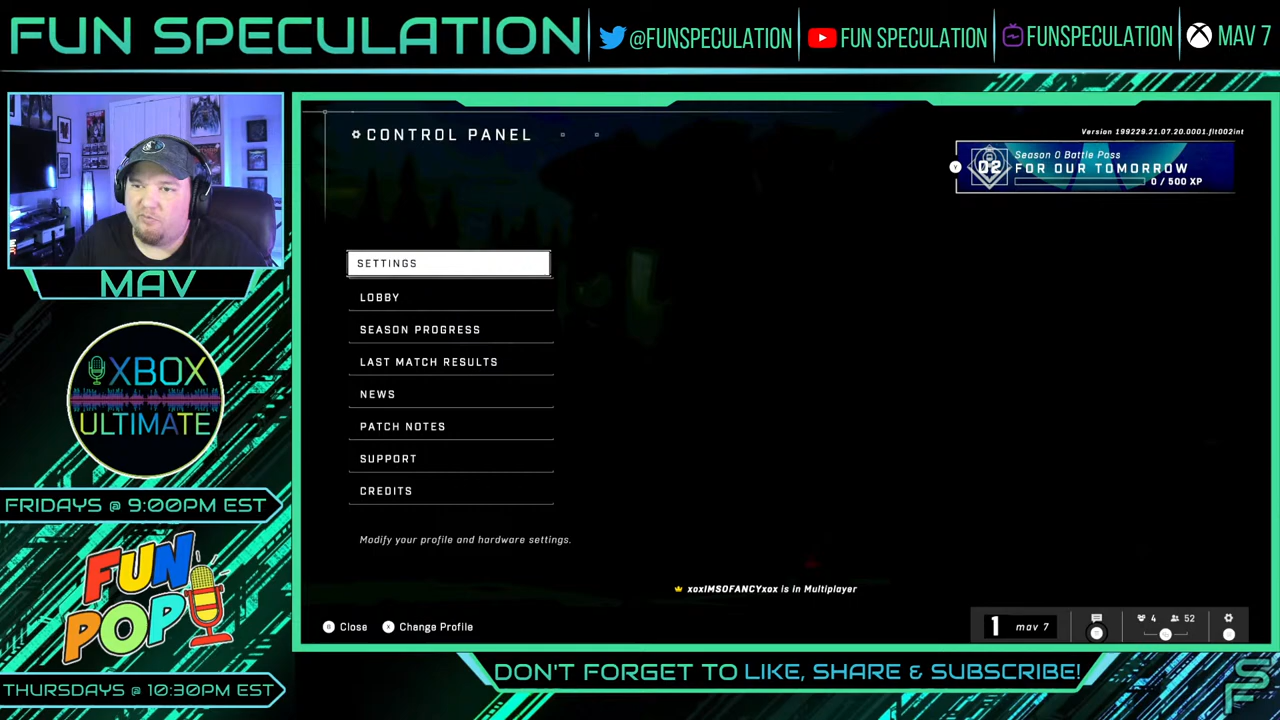 FUN SPECULATION
@FUNSPECULATION
FUN SPECULATION
FUNSPECULATION
MAV 7
CONTROL PANEL
Version 199229.21.07.20.0001.flt002int
02
Season 0 Battle Pass
FOR OUR TOMORROW
Y
0 / 500 XP
SETTINGS
LOBBY
SEASON PROGRESS
LAST MATCH RESULTS
NEWS
PATCH NOTES
SUPPORT
CREDITS
Modify your profile and hardware settings.
xoxIMSOFANCYxox is in Multiplayer
B Close
X Change Profile
1 mav 7
4 52
MAV
XBOX
ULTIMATE
FRIDAYS @ 9:00PM EST
FUN
POP
THURSDAYS @ 10:30PM EST
DON'T FORGET TO LIKE, SHARE & SUBSCRIBE!
SF